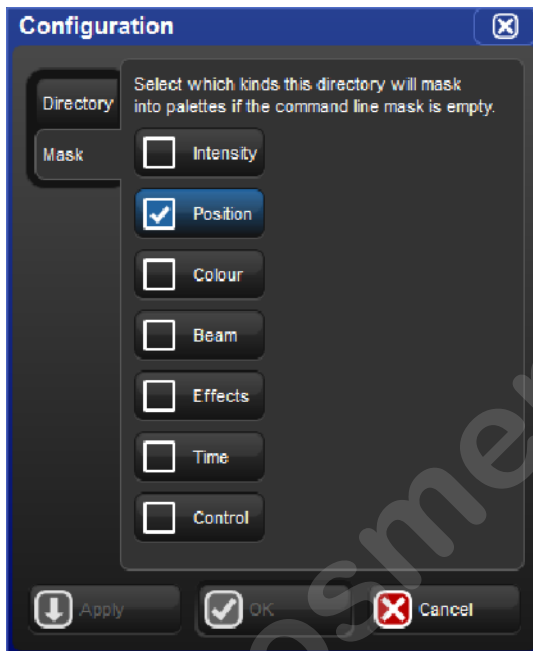 Configuration
Directory
Mask
Select which kinds this directory will mask
into palettes if the command line mask is empty.
Intensity
Position
Colour
Beam
Effects
Time
Control
Apply
OK
Cancel